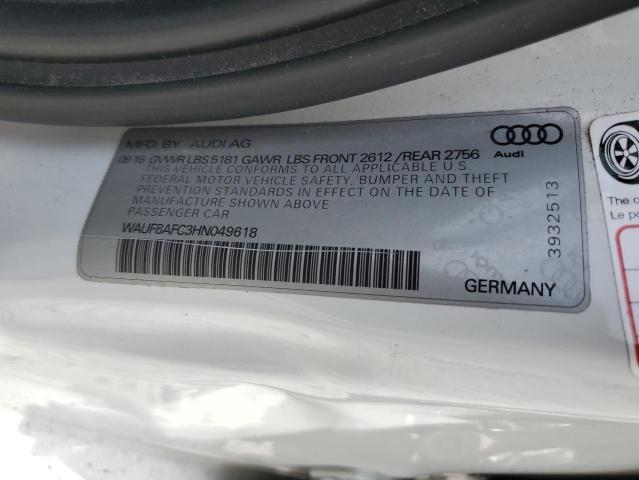 MFD. BY AUDI AG
08 16 GVWR LBS 5181 GAWR LBS FRONT 2612 / REAR 2756
THIS VEHICLE CONFORMS TO ALL APPLICABLE U.S
FEDERAL MOTOR VEHICLE SAFETY, BUMPER AND THEFT
PREVENTION STANDARDS IN EFFECT ON THE DATE OF
MANUFACTURE SHOWN ABOVE
PASSENGER CAR
WAUF8AFC3HN049618
Audi
3932513
GERMANY
The
Le